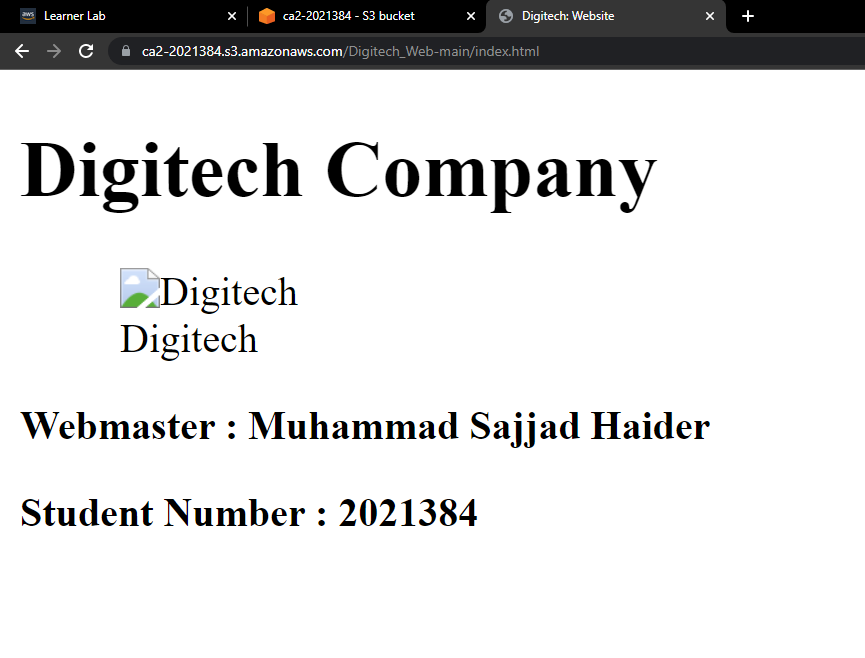 aws Learner Lab
ca2-2021384 - S3 bucket
Digitech: Website
ca2-2021384.s3.amazonaws.com/Digitech_Web-main/index.html
Digitech Company
Digitech
Digitech
Webmaster : Muhammad Sajjad Haider
Student Number : 2021384